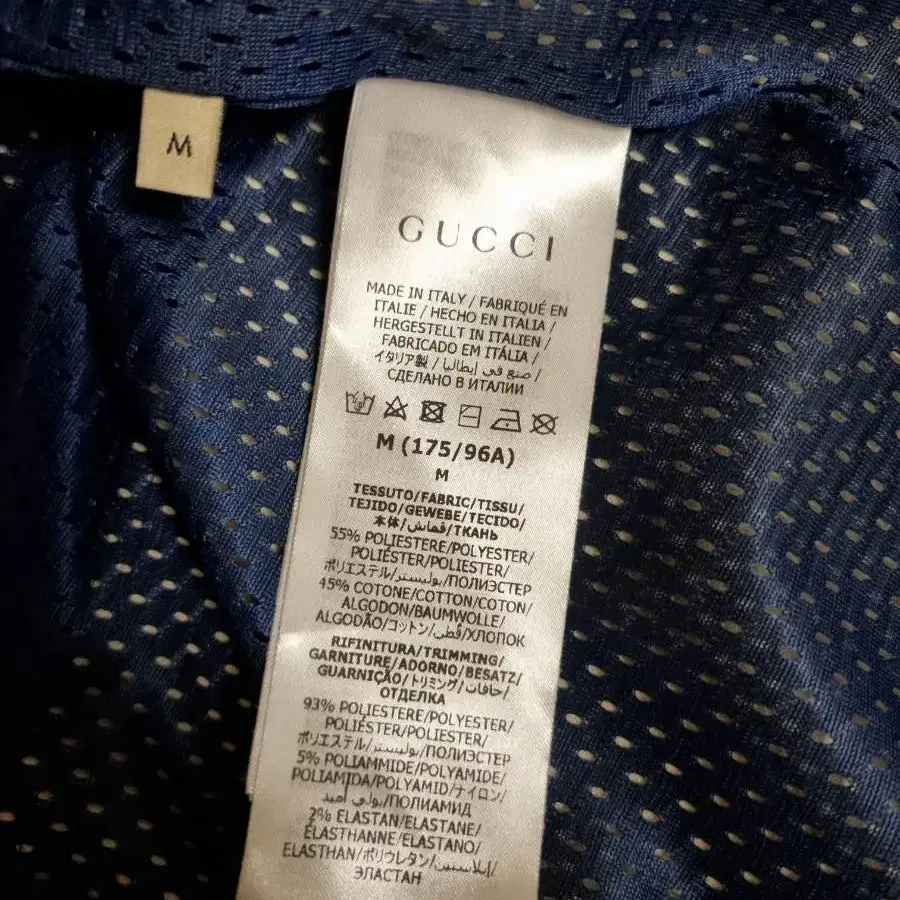 M
GUCCI
MADE IN ITALY / FABRIQUÉ EN
ITALIE / HECHO EN ITALIA /
HERGESTELLT IN ITALIEN /
FABRICADO EM ITÁLIA /
イタリア製 / صنع في إيطاليا /
СДЕЛАНО В ИТАЛИИ
M (175/96A)
M
TESSUTO/FABRIC/TISSU/
TEJIDO/GEWEBE/TECIDO/
本体/قماش/ТКАНЬ
55% POLIESTERE/POLYESTER/
POLIÉSTER/POLIESTER/
ポリエステル/بوليستر/ПОЛИЭСТЕР
45% COTONE/COTTON/COTON/
ALGODON/BAUMWOLLE/
ALGODÃO/コットン/قُطن/ХЛОПОК
RIFINITURA/TRIMMING/
GARNITURE/ADORNO/BESATZ/
GUARNIÇÃO/トリミング/حافات/
ОТДЕЛКА
93% POLIESTERE/POLYESTER/
POLIÉSTER/POLIESTER/
ポリエステル/بوليستر/ПОЛИЭСТЕР
5% POLIAMMIDE/POLYAMIDE/
POLIAMIDA/POLYAMID/ナイロン/
بولي أميد/ПОЛИАМИД
2% ELASTAN/ELASTANE/
ÉLASTHANNE/ELASTANO/
ELASTHAN/ポリウレタン/إيلاستين/
ЭЛАСТАН